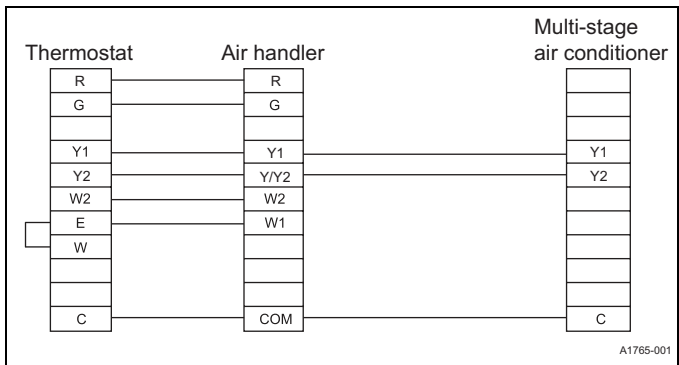 Multi-stage
Thermostat Air handler air conditioner
R R
G G
Y1 Y1 Y1
Y2 Y/Y2 Y2
W2 W2
E W1
W
C COM C
A1765-001